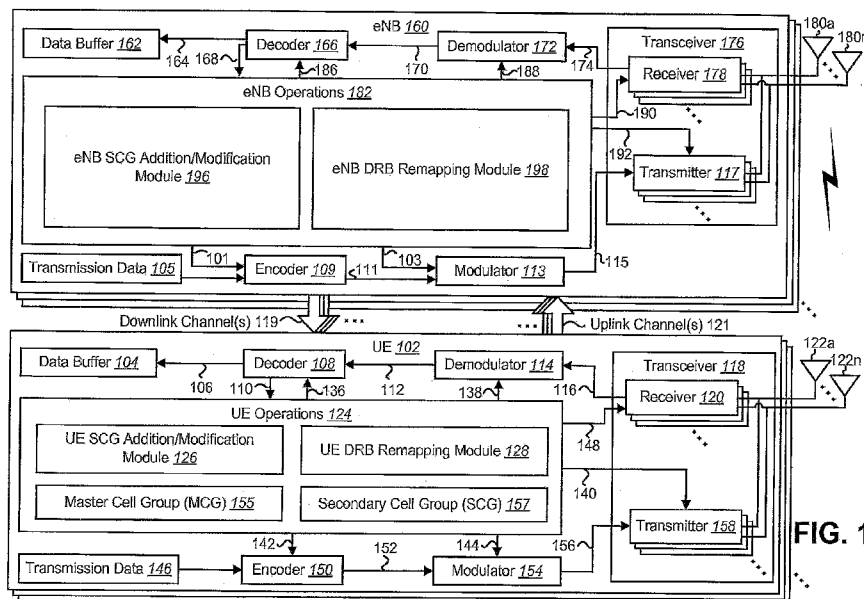 eNB 160
180a
180n
Data Buffer 162
164
168
Decoder 166
186
170
Demodulator 172
188
174
Transceiver 176
Receiver 178
190
192
eNB Operations 182
eNB SCG Addition/Modification
Module 196
eNB DRB Remapping Module 198
Transmitter 117
101
103
Transmission Data 105
Encoder 109
111
Modulator 113
115
Downlink Channel(s) 119
Uplink Channel(s) 121
UE 102
122a
122n
Data Buffer 104
106
110
Decoder 108
136
112
Demodulator 114
138
116
Transceiver 118
Receiver 120
148
140
UE Operations 124
UE SCG Addition/Modification
Module 126
UE DRB Remapping Module 128
Master Cell Group (MCG) 155
Secondary Cell Group (SCG) 157
Transmitter 158
142
144
156
Transmission Data 146
Encoder 150
152
Modulator 154
FIG. 1